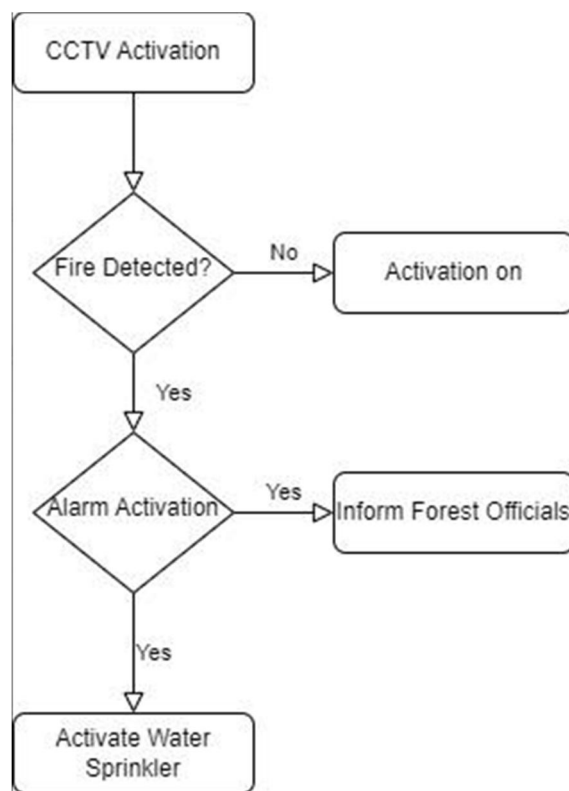 CCTV Activation
Fire Detected?
No
Activation on
Yes
Alarm Activation
Yes
Inform Forest Officials
Yes
Activate Water
Sprinkler